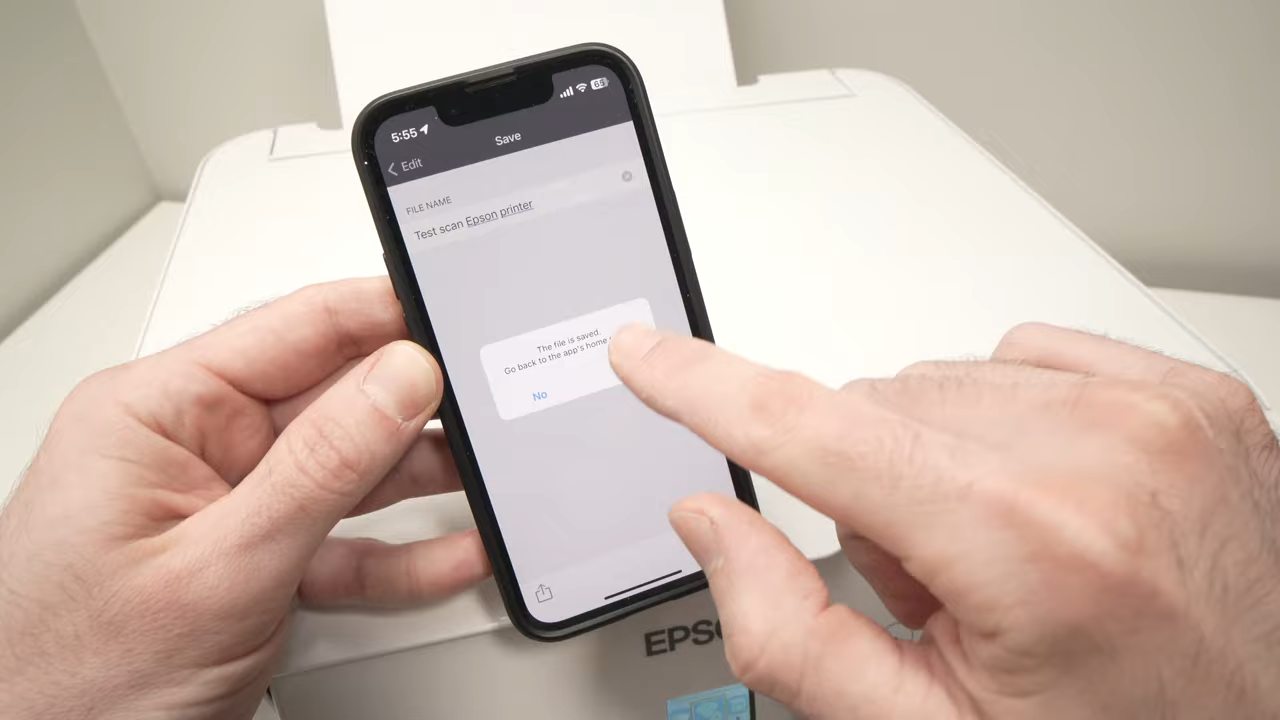 5:55
65
Edit
Save
FILE NAME
Test scan Epson printer
The file is saved.
Go back to the app's home
No
EPS